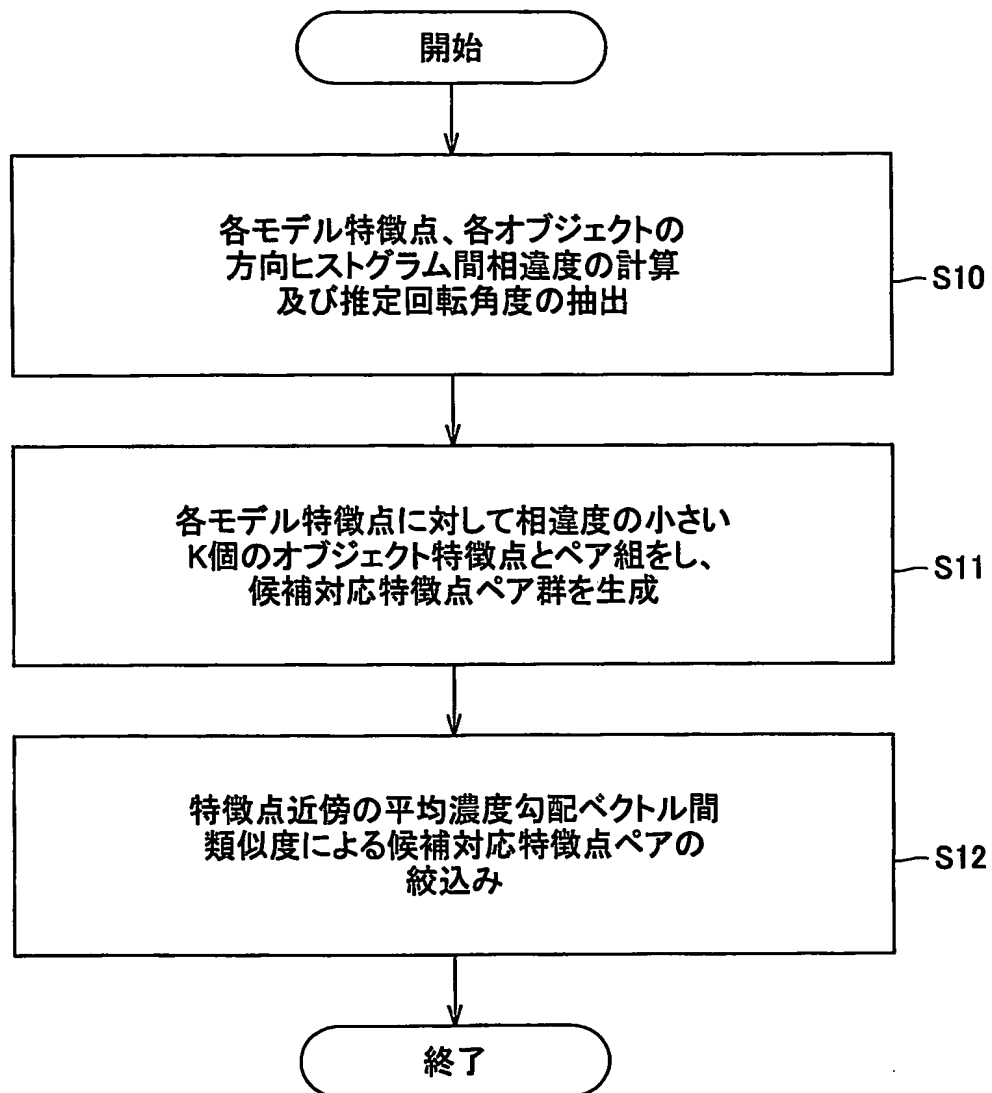 開始
各モデル特徴点、各オブジェクトの
方向ヒストグラム間相違度の計算
及び推定回転角度の抽出
S10
各モデル特徴点に対して相違度の小さい
K個のオブジェクト特徴点とペア組をし、
候補対応特徴点ペア群を生成
S11
特徴点近傍の平均濃度勾配ベクトル間
類似度による候補対応特徴点ペアの
絞込み
S12
終了